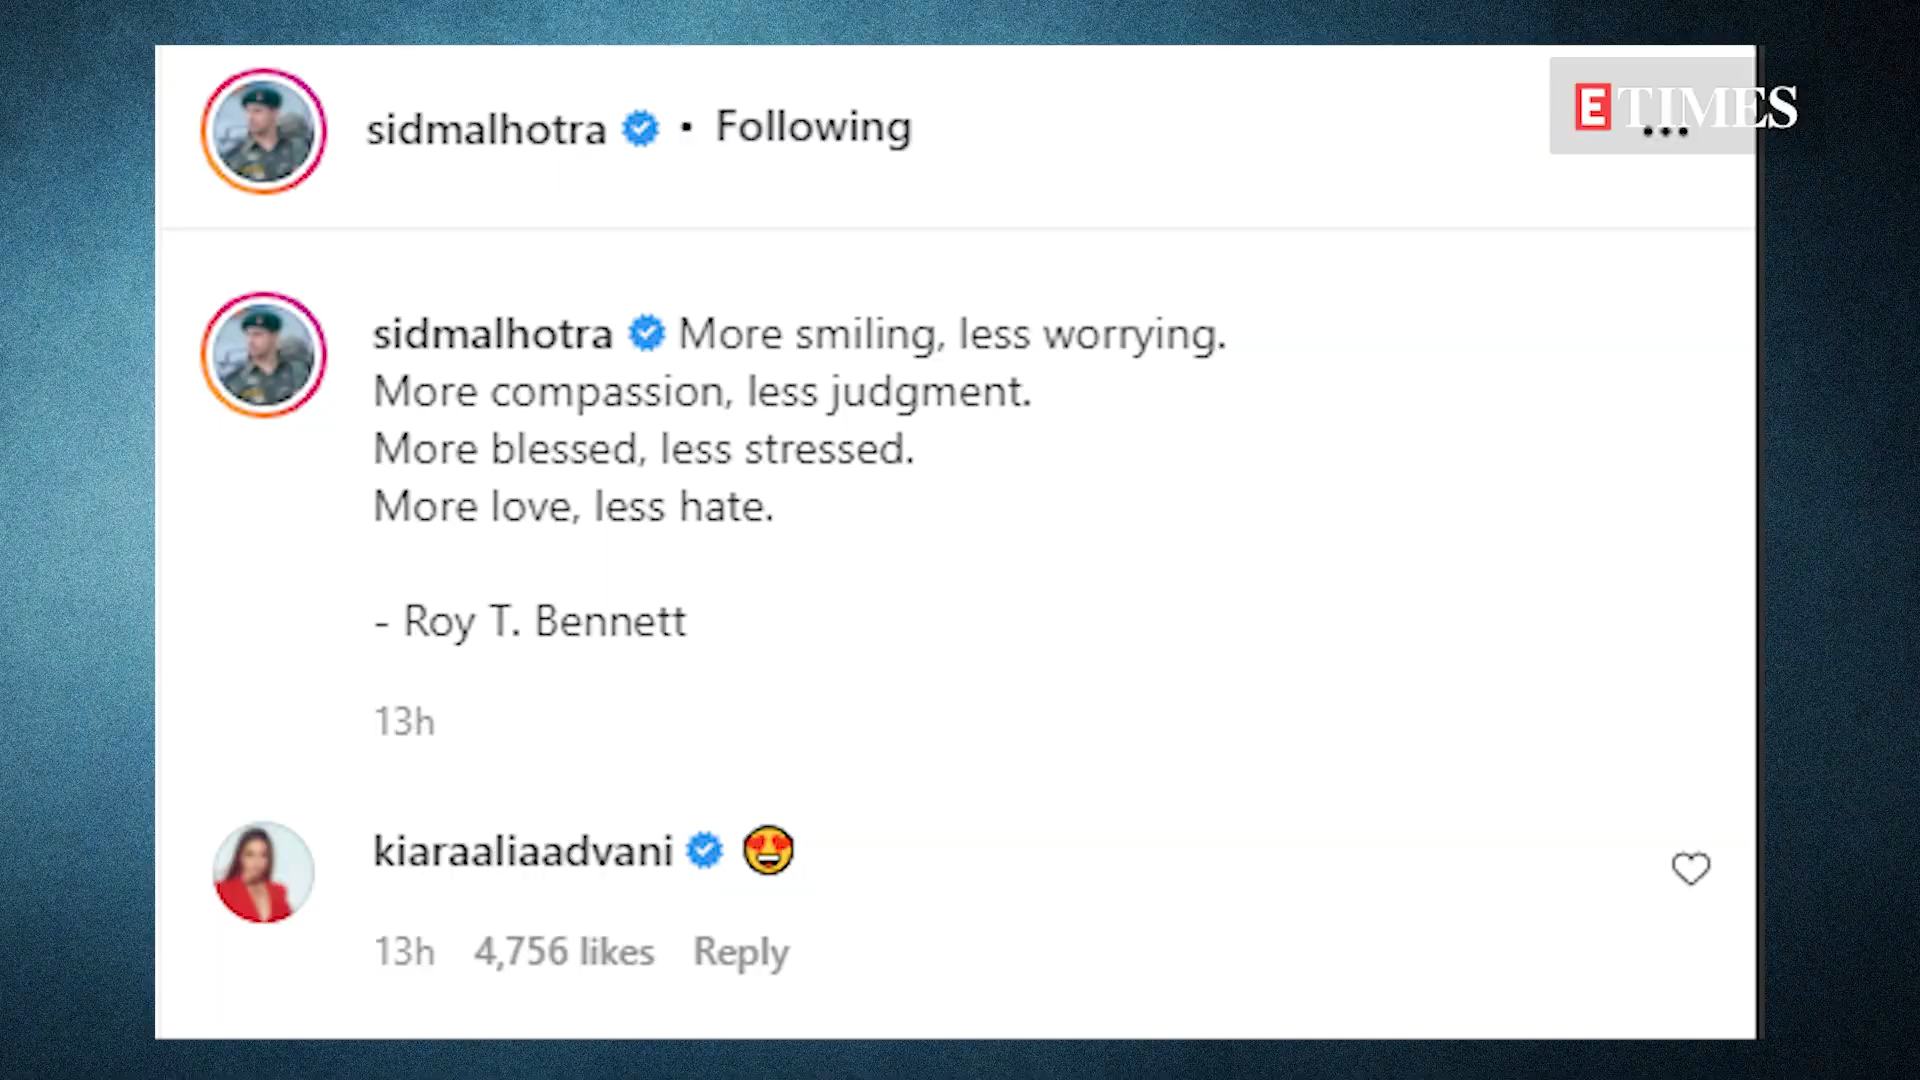 sidmalhotra • Following
E TIMES
sidmalhotra More smiling, less worrying.
More compassion, less judgment.
More blessed, less stressed.
More love, less hate.
- Roy T. Bennett
13h
kiaraaliaadvani 😍
13h 4,756 likes Reply